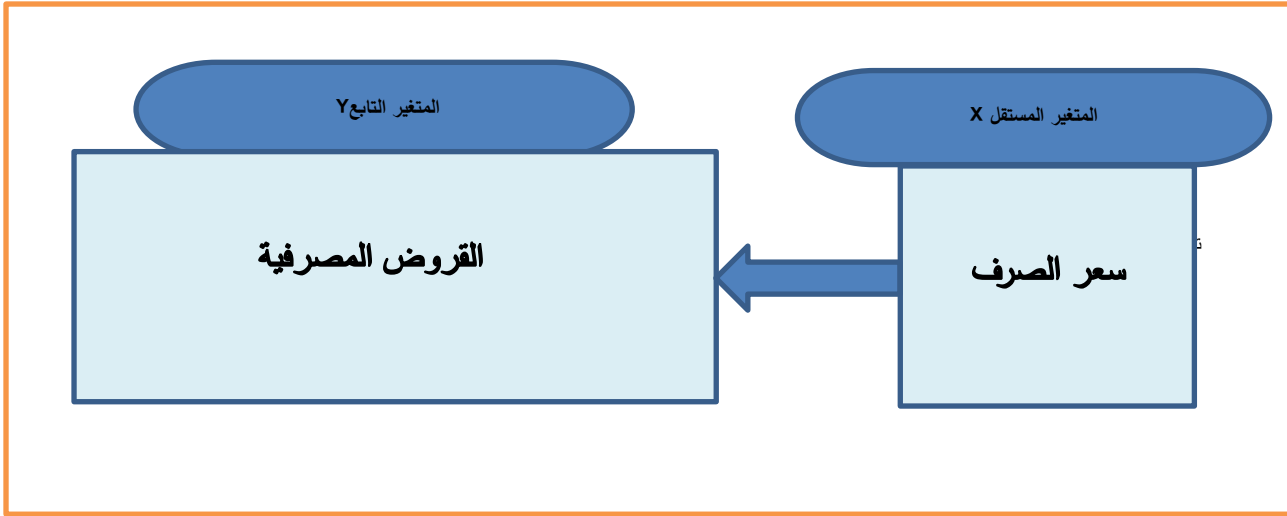 المتغير المستقل X
المتغير التابعY
سعر الصرف
القروض المصرفية